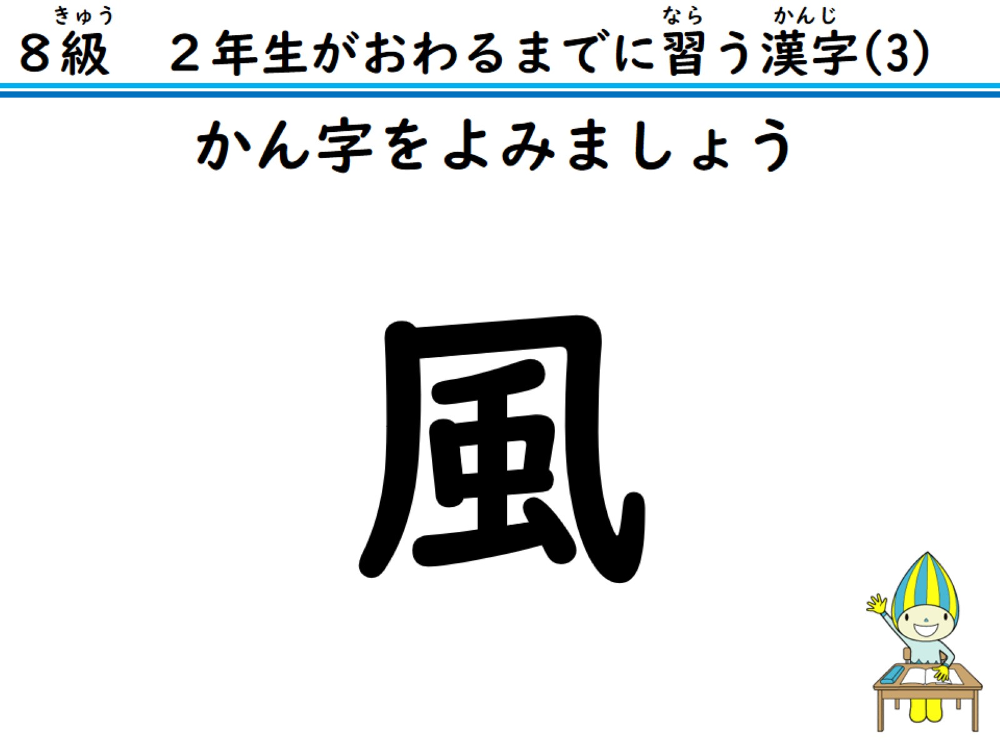 きゅう なら かんじ
８級　２年生がおわるまでに習う漢字(3)
かん字をよみましょう
風